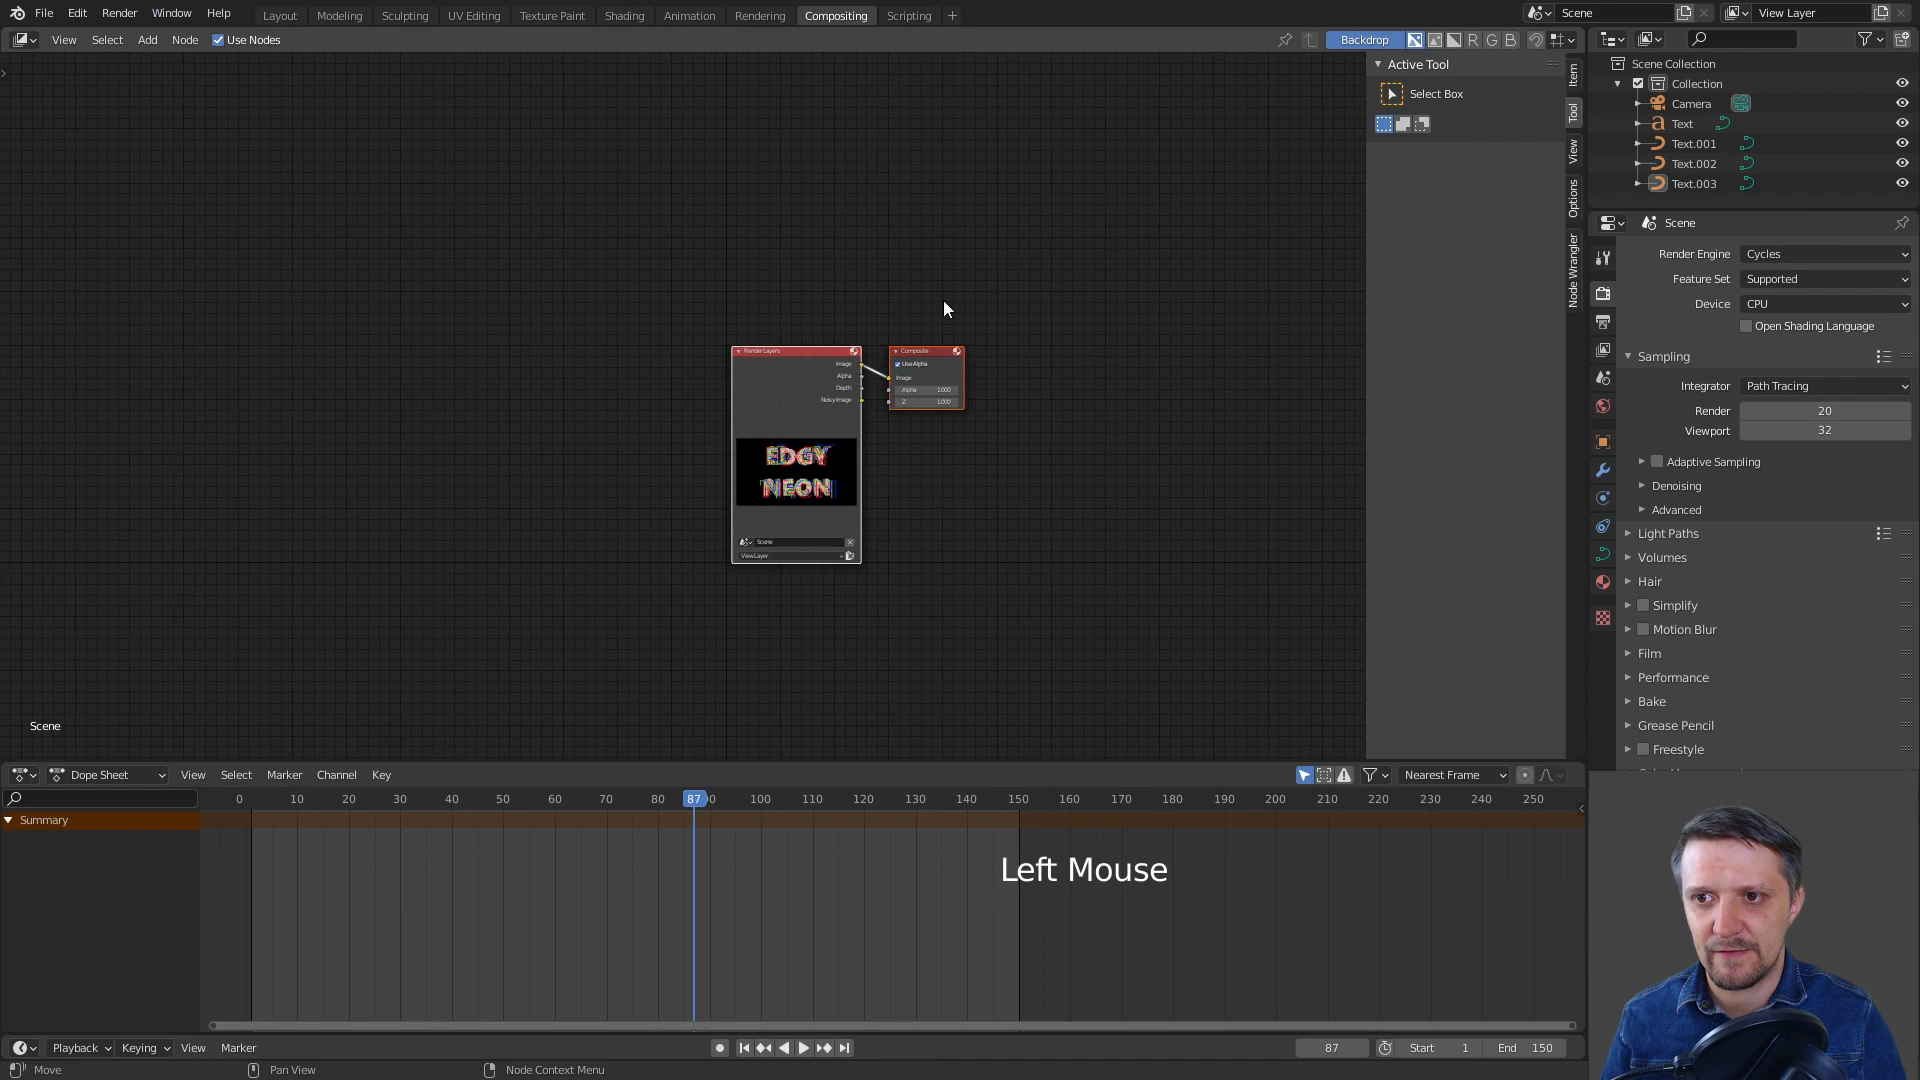 File Edit Render Window Help
Layout Modeling Sculpting UV Editing Texture Paint Shading Animation Rendering Compositing Scripting +
Scene
View Layer
View Select Add Node Use Nodes
Backdrop R G B
Active Tool
Select Box
Item
Tool
View
Options
Node Wrangler
Scene Collection
Collection
Camera
Text
Text.001
Text.002
Text.003
Scene
Render Engine Cycles
Feature Set Supported
Device CPU
Open Shading Language
Sampling
Integrator Path Tracing
Render 20
Viewport 32
Adaptive Sampling
Denoising
Advanced
Light Paths
Volumes
Hair
Simplify
Motion Blur
Film
Performance
Bake
Grease Pencil
Freestyle
Render Layers
Image
Alpha
Depth
Noisy Image
EDGY
NEON
Scene
View Layer
Composite
Use Alpha
Image
Alpha 1.000
Z 1.000
Scene
Dope Sheet View Select Marker Channel Key
Nearest Frame
0 10 20 30 40 50 60 70 80 87 100 110 120 130 140 150 160 170 180 190 200 210 220 230 240 250
Summary
Left Mouse
Playback Keying View Marker
87 Start 1 End 150
Move Pan View Node Context Menu